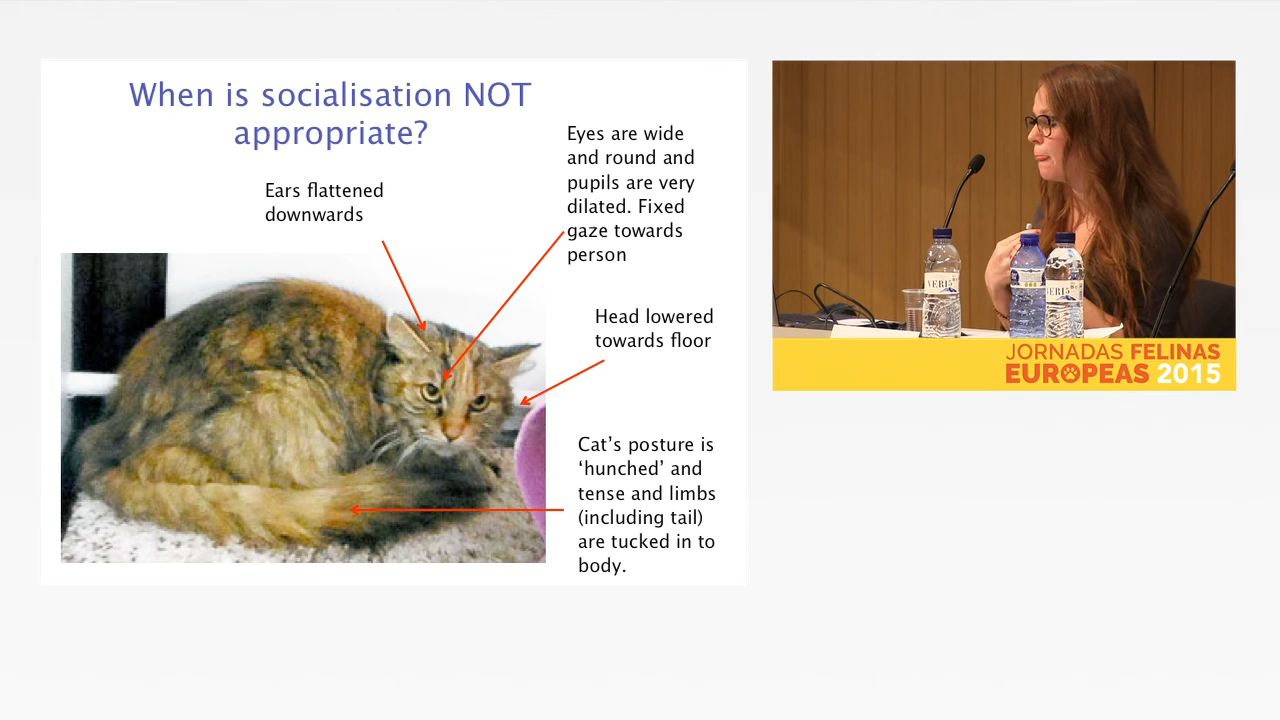 When is socialisation NOT
appropriate?
Ears flattened
downwards
Eyes are wide
and round and
pupils are very
dilated. Fixed
gaze towards
person
Head lowered
towards floor
Cat’s posture is
‘hunched’ and
tense and limbs
(including tail)
are tucked in to
body.
JORNADAS FELINAS
EUROPEAS 2015